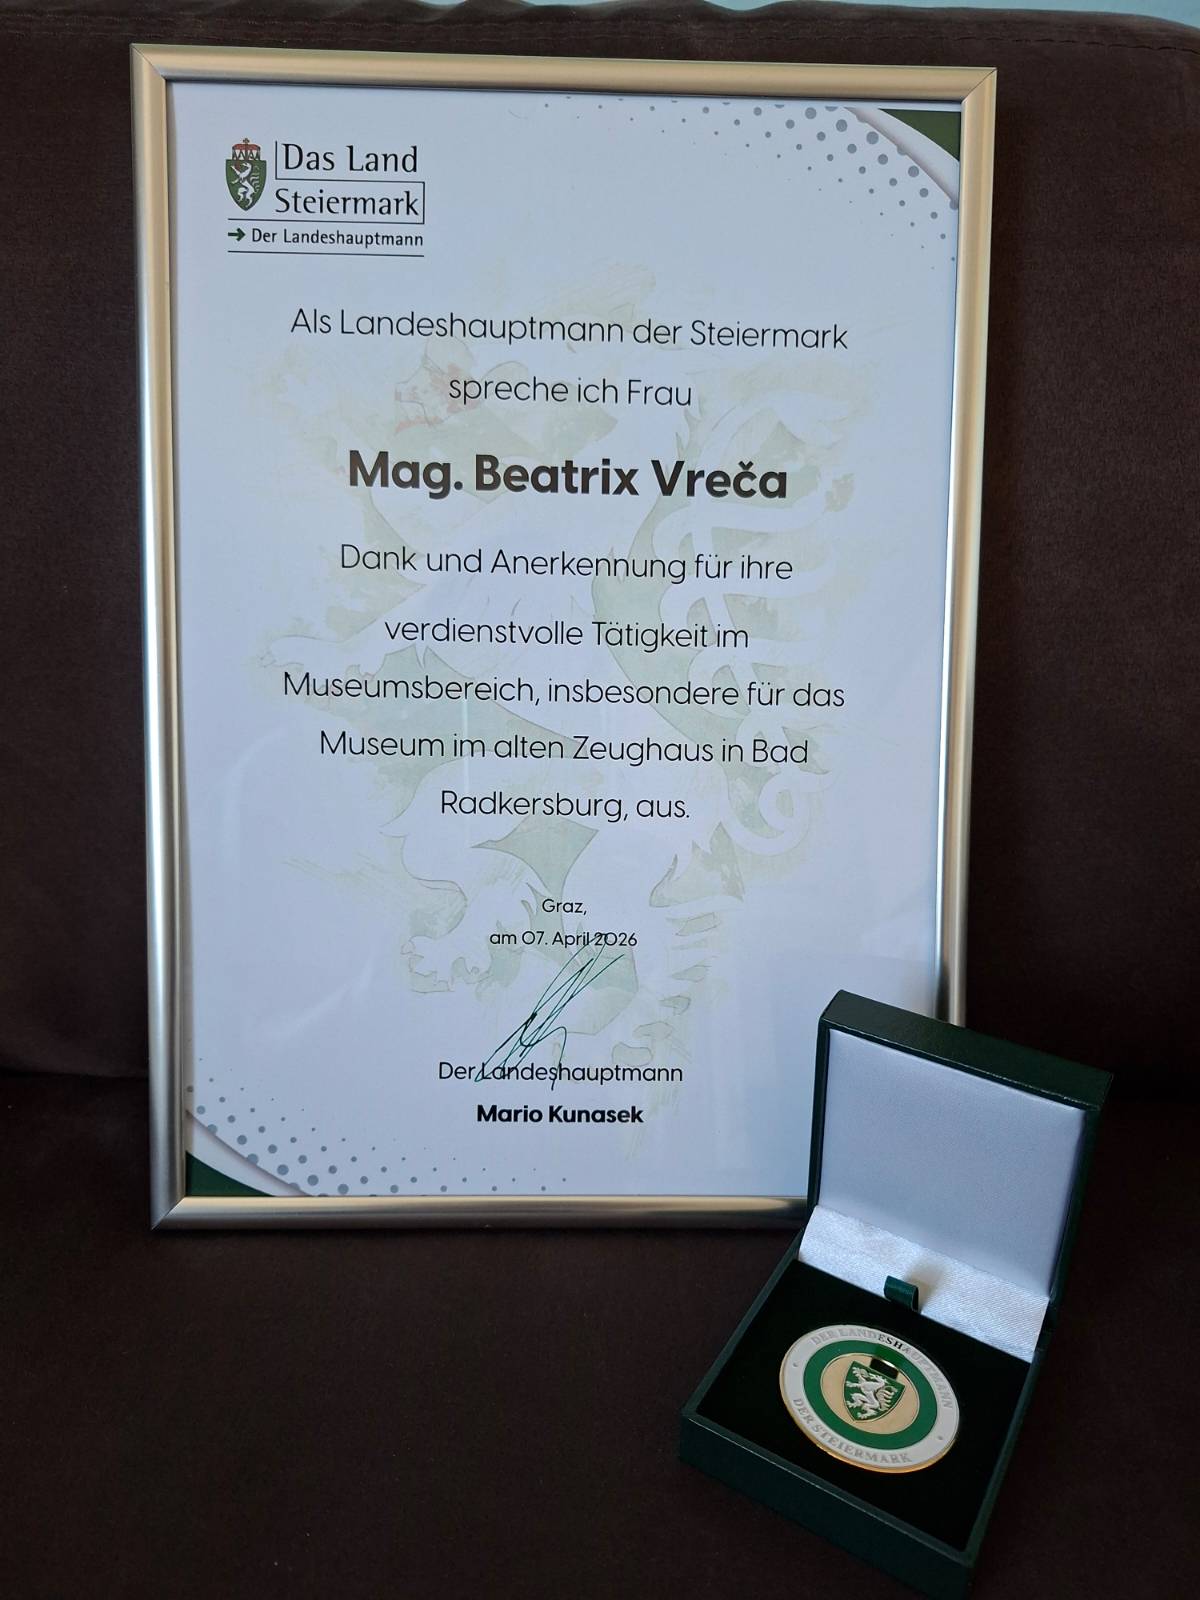 Das Land
Steiermark
→ Der Landeshauptmann
Als Landeshauptmann der Steiermark
spreche ich Frau
Mag. Beatrix Vreča
Dank und Anerkennung für ihre
verdienstvolle Tätigkeit im
Museumsbereich, insbesondere für das
Museum im alten Zeughaus in Bad
Radkersburg, aus.
Graz,
am 07. April 2026
Der Landeshauptmann
Mario Kunasek
DER LANDESHAUPTMANN
DER STEIERMARK